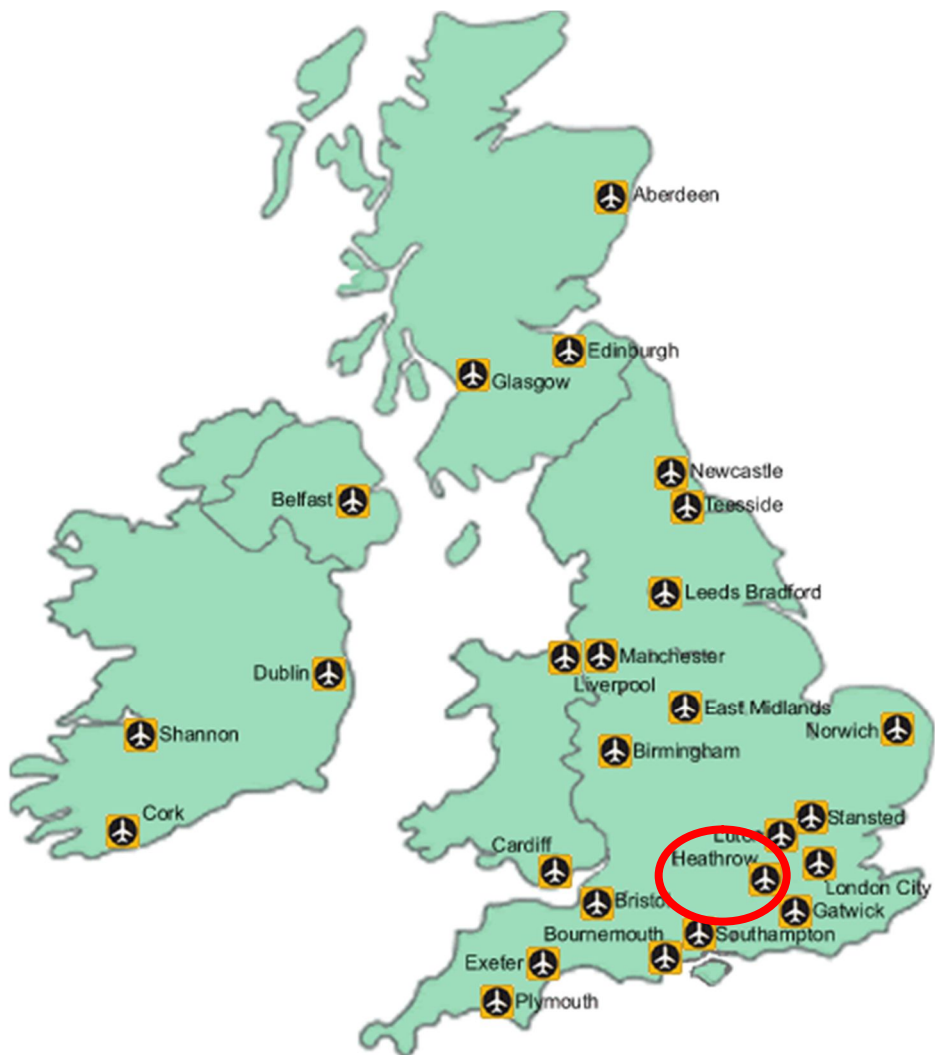 Aberdeen
Edinburgh
Glasgow
Newcastle
Belfast
Teesside
Leeds Bradford
Manchester
Dublin
Liverpool
East Midlands
Norwich
Shannon
Birmingham
Cork
Stansted
Luton
Cardiff
Heathrow
London City
Bristol
Gatwick
Bournemouth
Southampton
Exeter
Plymouth